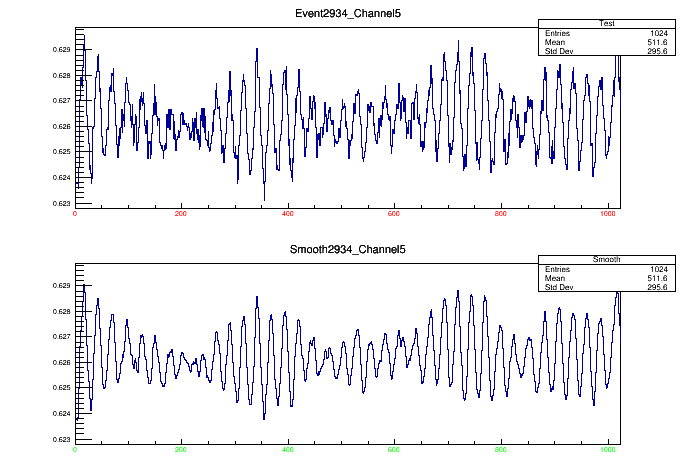 Event2934_Channel5
Test
Entries 1024
Mean 511.6
Std Dev 295.6
0.629
0.628
0.627
0.626
0.625
0.624
0.623
0 200 400 600 800 1000
Smooth2934_Channel5
Smooth
Entries 1024
Mean 511.6
Std Dev 295.6
0.629
0.628
0.627
0.626
0.625
0.624
0.623
0 200 400 600 800 1000